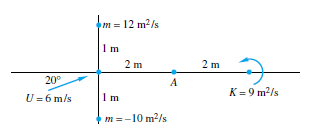 m = 12 m²/s
1 m
2 m
2 m
20°
A
U = 6 m/s
1 m
K = 9 m²/s
m = –10 m²/s